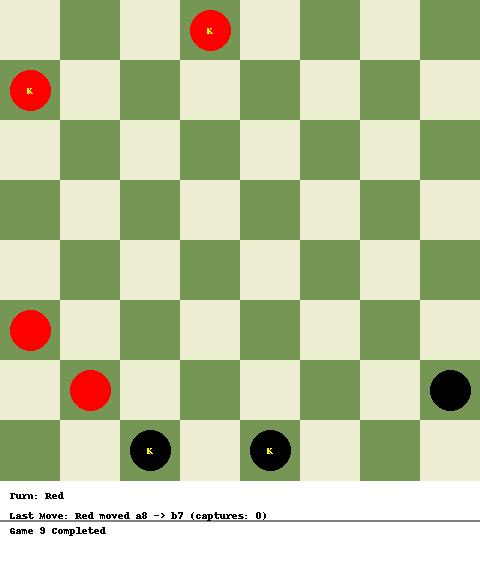 K
K
K K
Turn: Red
Last Move: Red moved a8 -> b7 (captures: 0)
Game 9 Completed